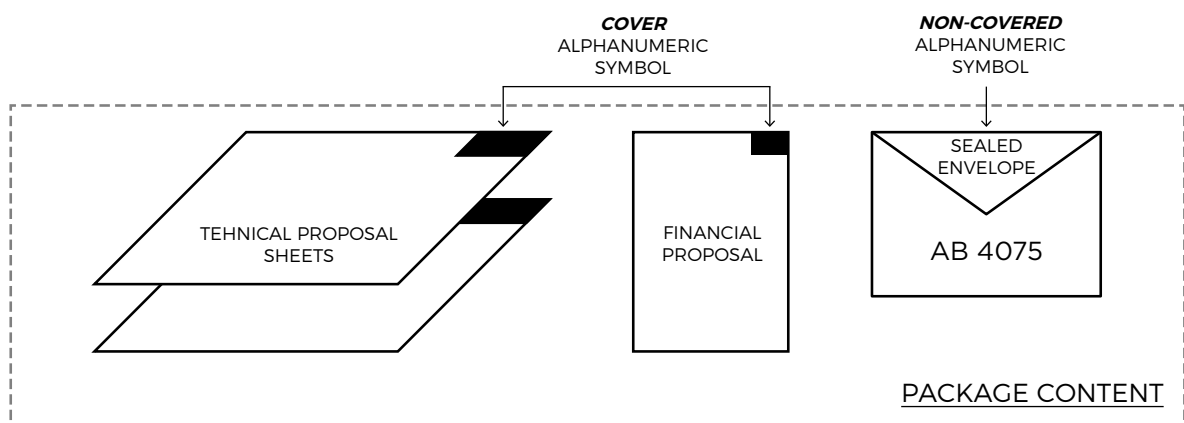 COVER
ALPHANUMERIC
SYMBOL
NON-COVERED
ALPHANUMERIC
SYMBOL
TEHNICAL PROPOSAL
SHEETS
FINANCIAL
PROPOSAL
SEALED
ENVELOPE
AB 4075
PACKAGE CONTENT